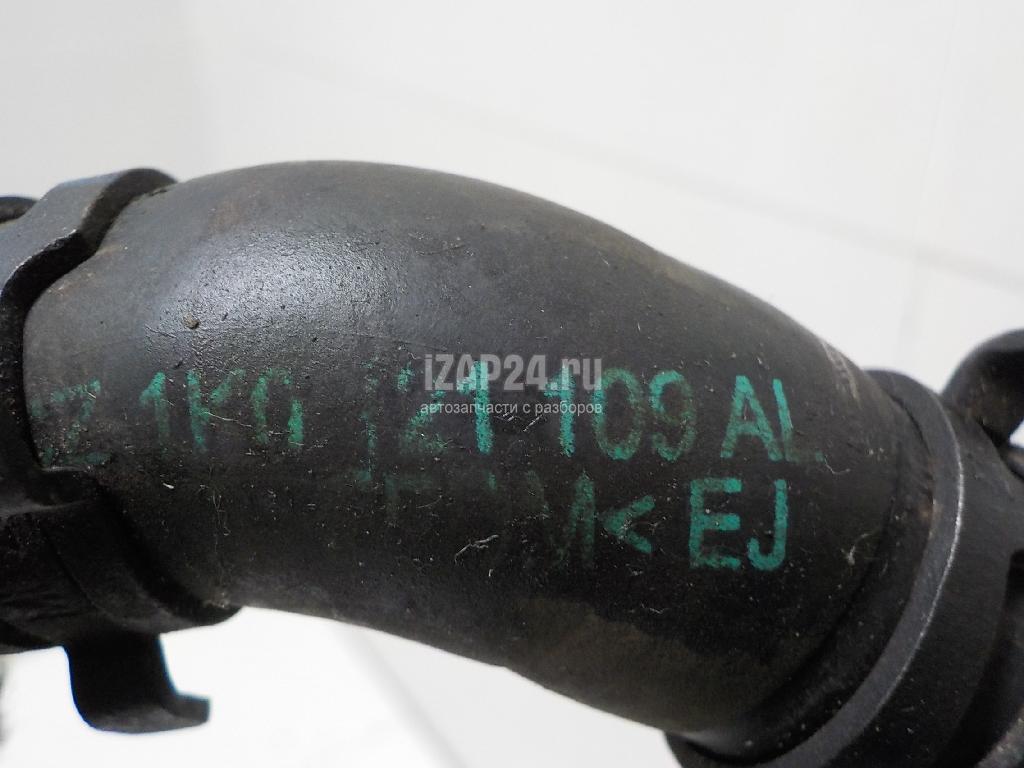 iZAP24.ru
автозапчасти с разборов
1K0 121 109 AL
< EJ